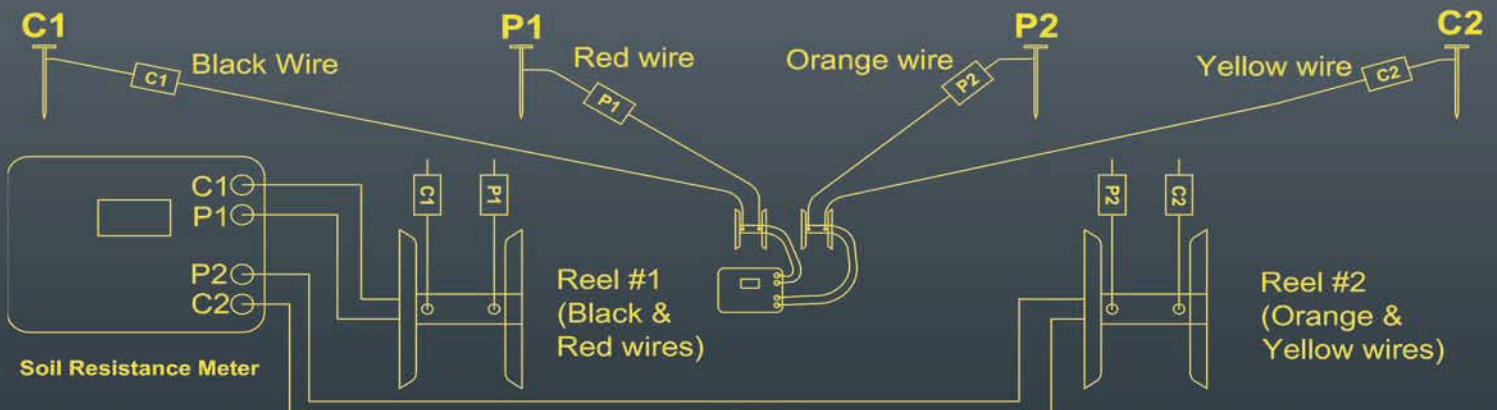 C1
P1
P2
C2
Black Wire
Red wire
Orange wire
Yellow wire
C1
P1
P2
C2
C1
P1
P2
C2
Soil Resistance Meter
C1
P1
Reel #1
(Black &
Red wires)
P2
C2
Reel #2
(Orange &
Yellow wires)